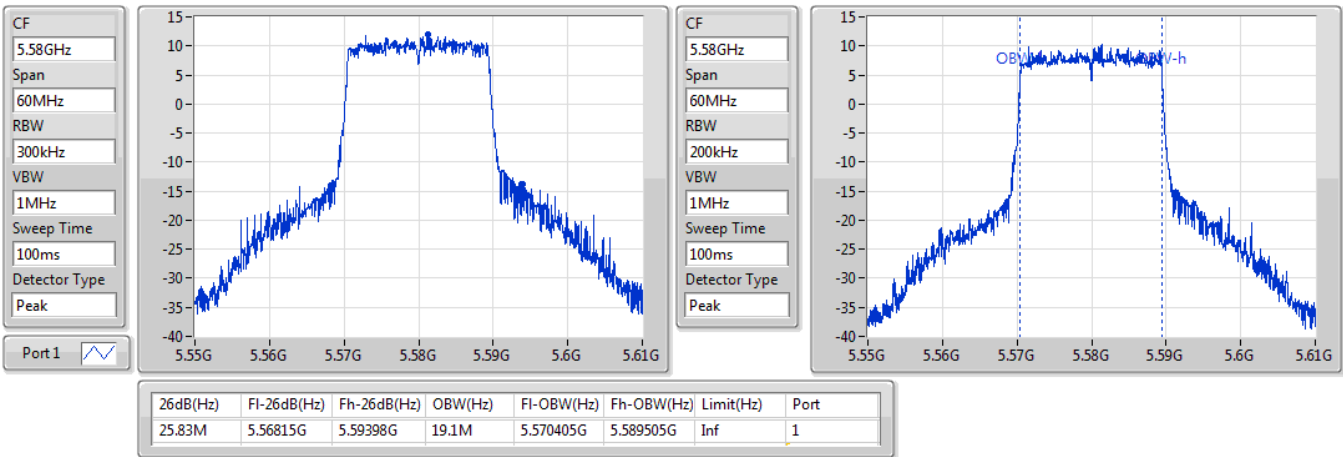 CF
5.58GHz
Span
60MHz
RBW
300kHz
VBW
1MHz
Sweep Time
100ms
Detector Type
Peak
Port 1
15
10
5
0
-5
-10
-15
-20
-25
-30
-35
-40
5.55G 5.56G 5.57G 5.58G 5.59G 5.6G 5.61G
CF
5.58GHz
Span
60MHz
RBW
200kHz
VBW
1MHz
Sweep Time
100ms
Detector Type
Peak
15
10
5
0
-5
-10
-15
-20
-25
-30
-35
-40
5.55G 5.56G 5.57G 5.58G 5.59G 5.6G 5.61G
26dB(Hz) Fl-26dB(Hz) Fh-26dB(Hz) OBW(Hz) Fl-OBW(Hz) Fh-OBW(Hz) Limit(Hz) Port
25.83M 5.56815G 5.59398G 19.1M 5.570405G 5.589505G Inf 1